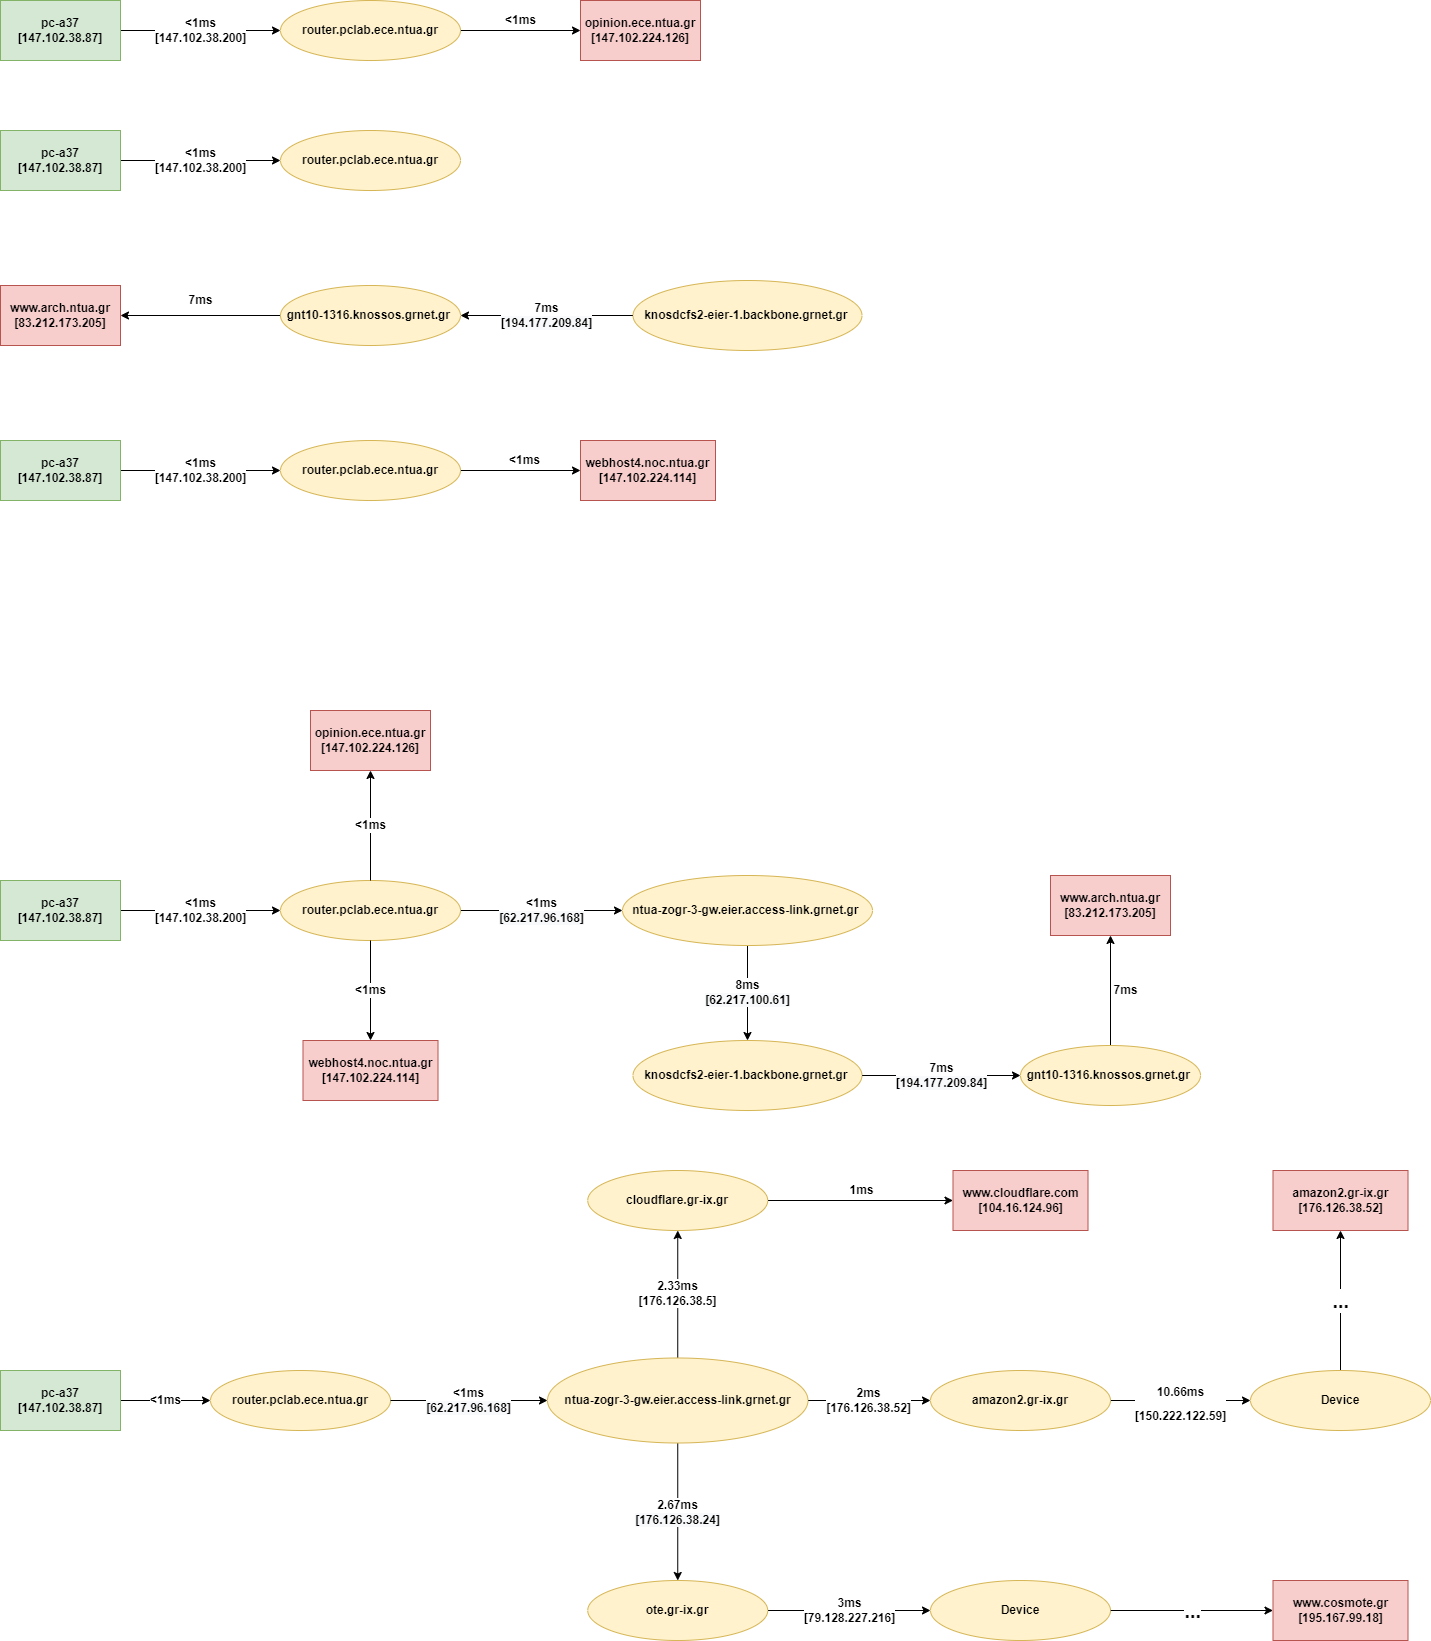 pc-a37
[147.102.38.87]
<1ms
[147.102.38.200]
router.pclab.ece.ntua.gr
<1ms
opinion.ece.ntua.gr
[147.102.224.126]
pc-a37
[147.102.38.87]
<1ms
[147.102.38.200]
router.pclab.ece.ntua.gr
www.arch.ntua.gr
[83.212.173.205]
7ms
gnt10-1316.knossos.grnet.gr
7ms
[194.177.209.84]
knosdcfs2-eier-1.backbone.grnet.gr
pc-a37
[147.102.38.87]
<1ms
[147.102.38.200]
router.pclab.ece.ntua.gr
<1ms
webhost4.noc.ntua.gr
[147.102.224.114]
opinion.ece.ntua.gr
[147.102.224.126]
<1ms
pc-a37
[147.102.38.87]
<1ms
[147.102.38.200]
router.pclab.ece.ntua.gr
<1ms
[62.217.96.168]
ntua-zogr-3-gw.eier.access-link.grnet.gr
www.arch.ntua.gr
[83.212.173.205]
<1ms
8ms
[62.217.100.61]
7ms
webhost4.noc.ntua.gr
[147.102.224.114]
knosdcfs2-eier-1.backbone.grnet.gr
7ms
[194.177.209.84]
gnt10-1316.knossos.grnet.gr
cloudflare.gr-ix.gr
1ms
www.cloudflare.com
[104.16.124.96]
amazon2.gr-ix.gr
[176.126.38.52]
2.33ms
[176.126.38.5]
...
pc-a37
[147.102.38.87]
<1ms
router.pclab.ece.ntua.gr
<1ms
[62.217.96.168]
ntua-zogr-3-gw.eier.access-link.grnet.gr
2ms
[176.126.38.52]
amazon2.gr-ix.gr
10.66ms
[150.222.122.59]
Device
2.67ms
[176.126.38.24]
ote.gr-ix.gr
3ms
[79.128.227.216]
Device
...
www.cosmote.gr
[195.167.99.18]